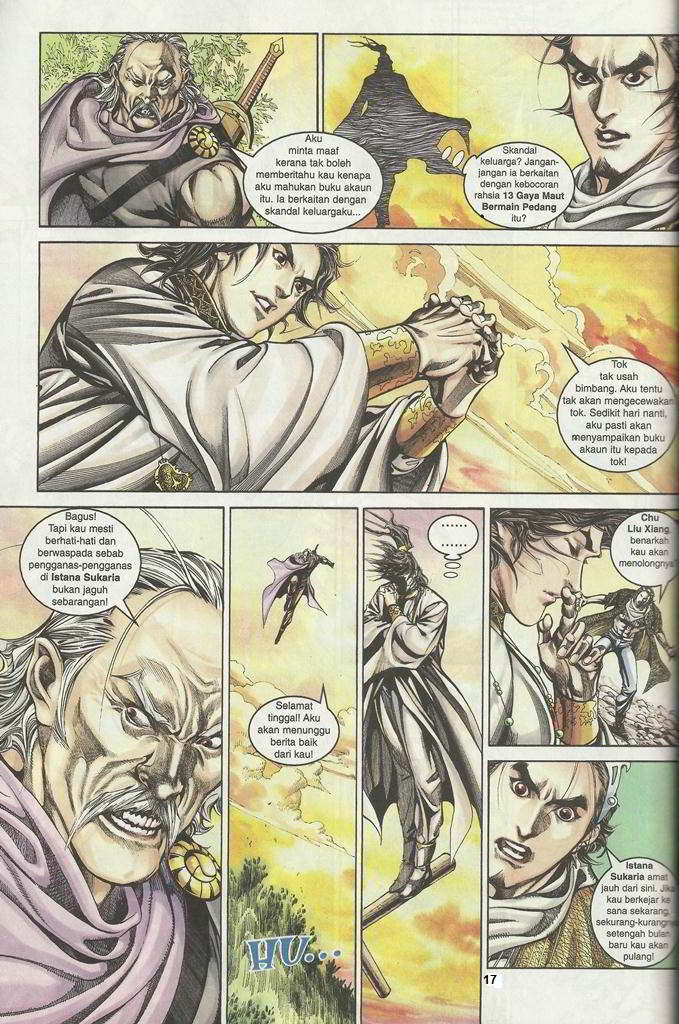 Aku
minta maaf
kerana tak boleh
memberitahu kau kenapa
aku mahukan buku akaun
itu. Ia berkaitan dengan
skandal keluargaku...
Skandal
keluarga? Jangan-
jangan ia berkaitan
dengan kebocoran
rahsia 13 Gaya Maut
Bermain Pedang
itu?
Tok
tak usah
bimbang. Aku tentu
tak akan mengecewakan
tok. Sedikit hari nanti,
aku pasti akan
menyampaikan buku
akaun itu kepada
tok!
Bagus!
Tapi kau mesti
berhati-hati dan
berwaspada sebab
pengganas-pengganas
di Istana Sukaria
bukan jaguh
sebarangan!
Selamat
tinggal! Aku
akan menunggu
berita baik
dari kau!
HU...
......
......
Chu
Liu Xiang,
benarkah
kau akan
menolongnya?
Istana
Sukaria amat
jauh dari sini. Jika
kau berkejar ke
sana sekarang,
sekurang-kurangnya
setengah bulan
baru kau akan
pulang!
17